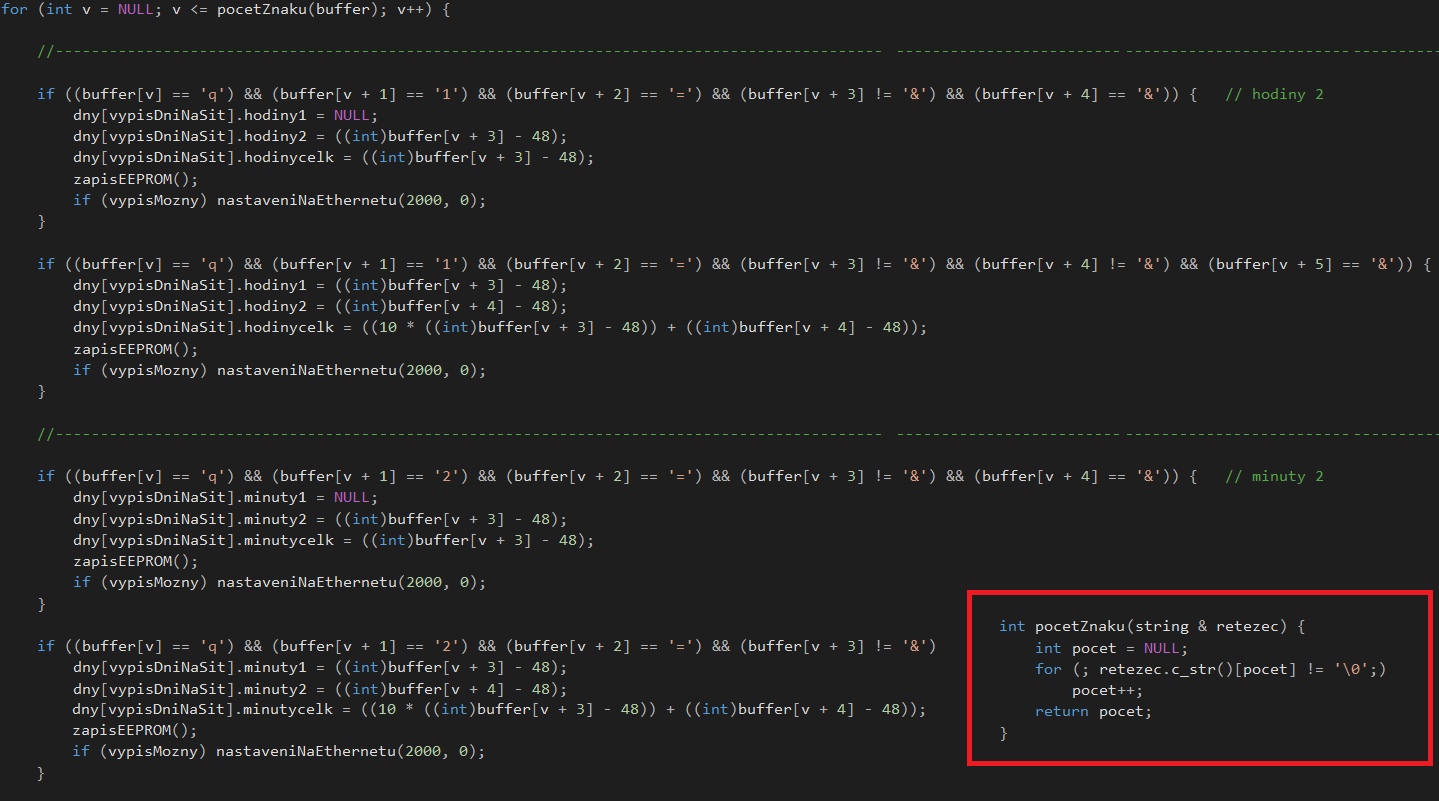 for (int v = NULL; v <= pocetZnaku(buffer); v++) {
//-------------------------------------------------------------------------------------------- ------------------------- ------------------------- ----------
if ((buffer[v] == 'q') && (buffer[v + 1] == '1') && (buffer[v + 2] == '=') && (buffer[v + 3] != '&') && (buffer[v + 4] == '&')) {   // hodiny 2
dny[vypisDniNaSit].hodiny1 = NULL;
dny[vypisDniNaSit].hodiny2 = ((int)buffer[v + 3] - 48);
dny[vypisDniNaSit].hodinycelk = ((int)buffer[v + 3] - 48);
zapisEEPROM();
if (vypisMozny) nastaveniNaEthernetu(2000, 0);
}
if ((buffer[v] == 'q') && (buffer[v + 1] == '1') && (buffer[v + 2] == '=') && (buffer[v + 3] != '&') && (buffer[v + 4] != '&') && (buffer[v + 5] == '&')) {
dny[vypisDniNaSit].hodiny1 = ((int)buffer[v + 3] - 48);
dny[vypisDniNaSit].hodiny2 = ((int)buffer[v + 4] - 48);
dny[vypisDniNaSit].hodinycelk = ((10 * ((int)buffer[v + 3] - 48)) + ((int)buffer[v + 4] - 48));
zapisEEPROM();
if (vypisMozny) nastaveniNaEthernetu(2000, 0);
}
//-------------------------------------------------------------------------------------------- ------------------------- ------------------------- ----------
if ((buffer[v] == 'q') && (buffer[v + 1] == '2') && (buffer[v + 2] == '=') && (buffer[v + 3] != '&') && (buffer[v + 4] == '&')) {   // minuty 2
dny[vypisDniNaSit].minuty1 = NULL;
dny[vypisDniNaSit].minuty2 = ((int)buffer[v + 3] - 48);
dny[vypisDniNaSit].minutycelk = ((int)buffer[v + 3] - 48);
zapisEEPROM();
if (vypisMozny) nastaveniNaEthernetu(2000, 0);
}
if ((buffer[v] == 'q') && (buffer[v + 1] == '2') && (buffer[v + 2] == '=') && (buffer[v + 3] != '&')
dny[vypisDniNaSit].minuty1 = ((int)buffer[v + 3] - 48);
dny[vypisDniNaSit].minuty2 = ((int)buffer[v + 4] - 48);
dny[vypisDniNaSit].minutycelk = ((10 * ((int)buffer[v + 3] - 48)) + ((int)buffer[v + 4] - 48));
zapisEEPROM();
if (vypisMozny) nastaveniNaEthernetu(2000, 0);
}
int pocetZnaku(string & retezec) {
int pocet = NULL;
for (; retezec.c_str()[pocet] != '\0';)
pocet++;
return pocet;
}